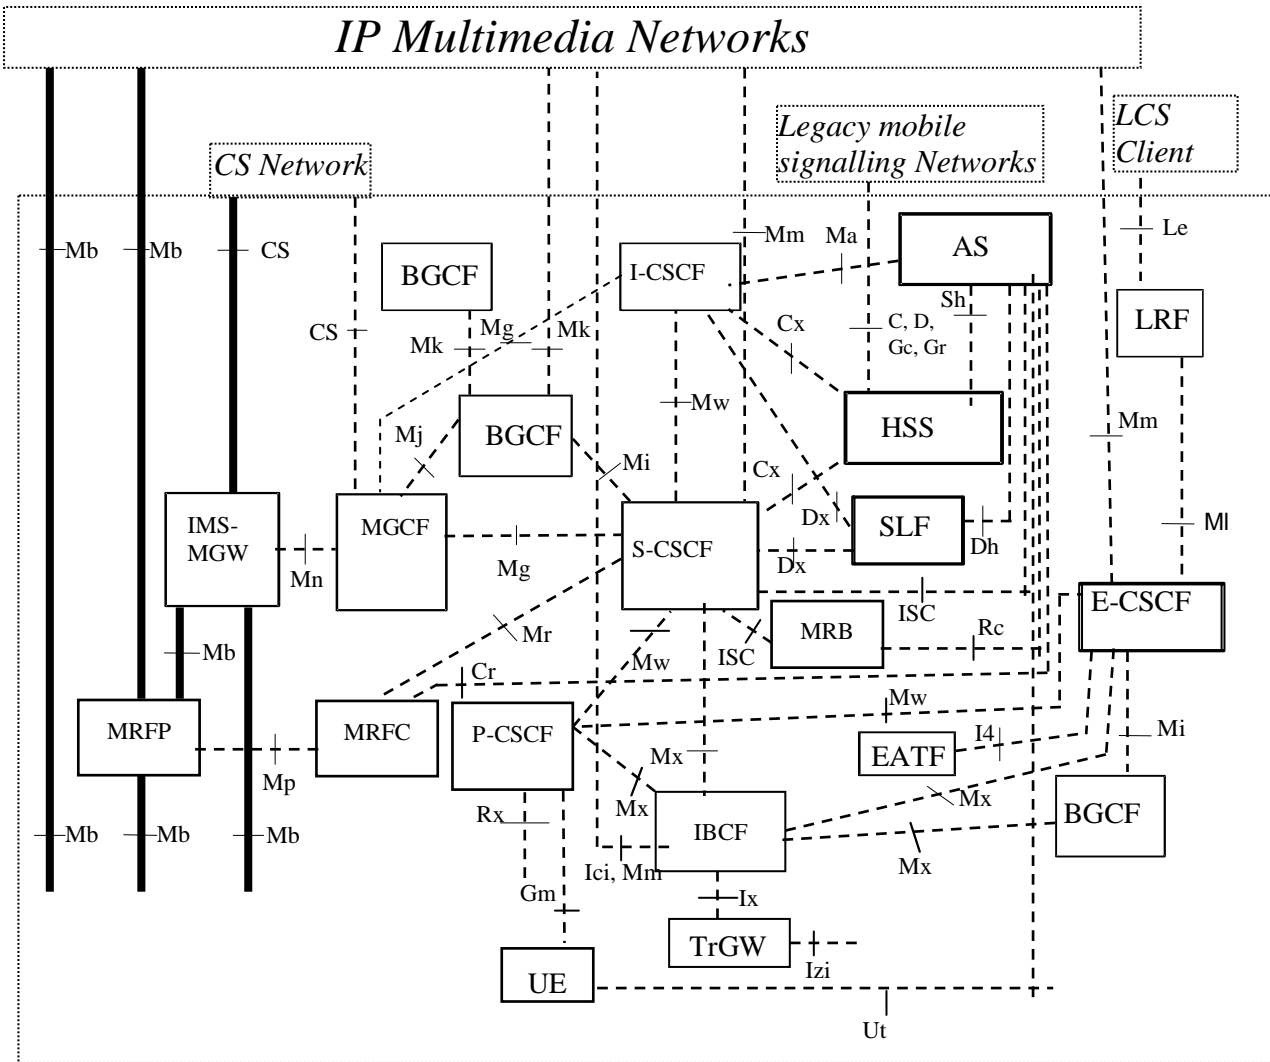 IP Multimedia Networks
LCS
Client
Legacy mobile
signalling Networks
CS Network
Mb
Mb
CS
BGCF
I-CSCF
Mm
Ma
AS
Le
Sh
LRF
CS
Mk
Mg
Mk
Cx
C, D,
Gc, Gr
Mw
Mj
BGCF
Mi
HSS
Mm
Cx
IMS-
MGW
MGCF
S-CSCF
Dx
SLF
Dh
Ml
Mn
Mg
Dx
E-CSCF
ISC
Mr
Mw
ISC
MRB
Rc
Mb
Cr
Mw
MRFP
MRFC
P-CSCF
Mx
EATF
I4
Mi
Mp
Mx
Mx
Rx
IBCF
BGCF
Mb
Mb
Mb
Mx
Ici, Mm
Gm
Ix
TrGW
Izi
UE
Ut